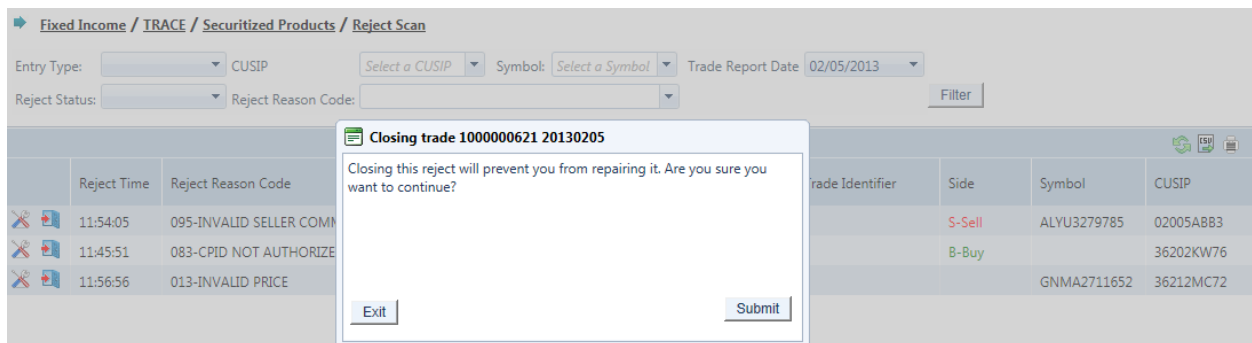 Fixed Income / TRACE / Securitized Products / Reject Scan
Entry Type: CUSIP Select a CUSIP Symbol: Select a Symbol Trade Report Date 02/05/2013
Reject Status: Reject Reason Code: Filter
Closing trade 1000000621 20130205
CSV
Closing this reject will prevent you from repairing it. Are you sure you
want to continue?
Reject Time Reject Reason Code Trade Identifier Side Symbol CUSIP
11:54:05 095-INVALID SELLER COMM S-Sell ALYU3279785 02005ABB3
11:45:51 083-CPID NOT AUTHORIZE B-Buy 36202KW76
11:56:56 013-INVALID PRICE GNMA2711652 36212MC72
Exit Submit